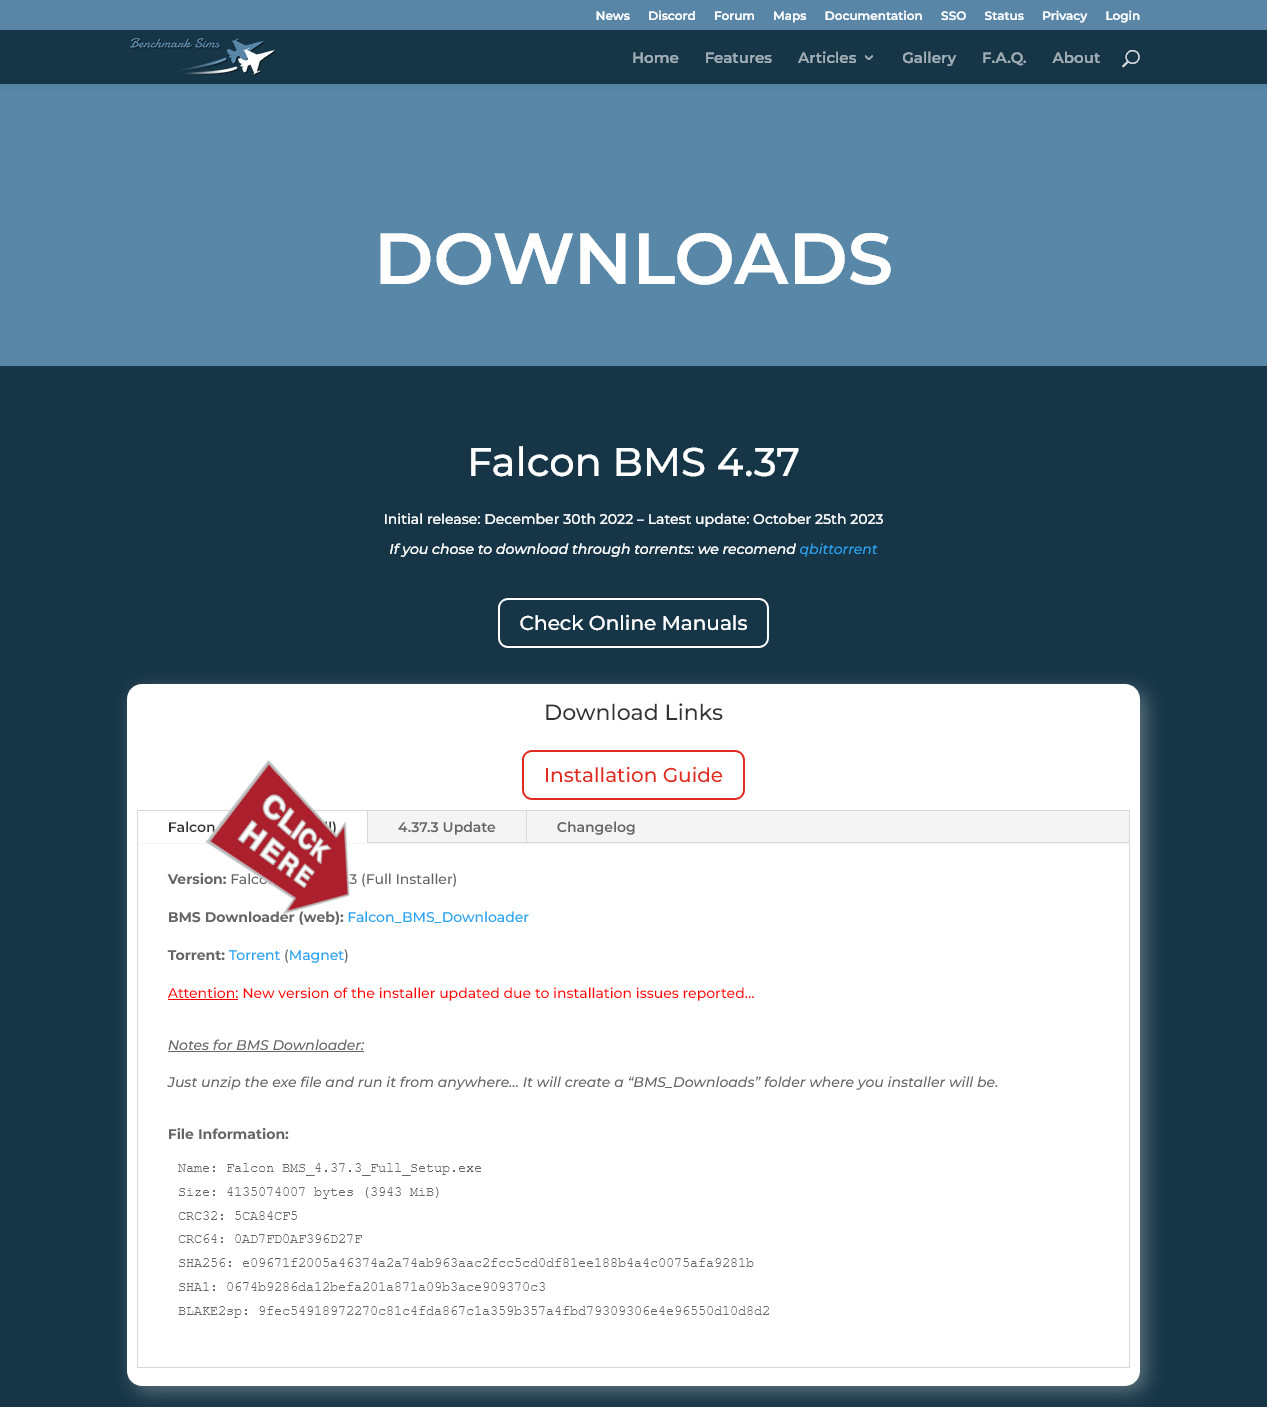 News Discord Forum Maps Documentation SSO Status Privacy Login
Benchmark Sims
Home Features Articles Gallery F.A.Q. About
DOWNLOADS
Falcon BMS 4.37
Initial release: December 30th 2022 – Latest update: October 25th 2023
If you chose to download through torrents: we recomend qbittorrent
Check Online Manuals
Download Links
Installation Guide
Falcon 4.37.3 Update Changelog
CLICK
HERE
Version: 3 (Full Installer)
BMS Downloader (web): Falcon_BMS_Downloader
Torrent: Torrent (Magnet)
Attention: New version of the installer updated due to installation issues reported...
Notes for BMS Downloader:
Just unzip the exe file and run it from anywhere... It will create a “BMS_Downloads” folder where you installer will be.
File Information:
Name: Falcon BMS_4.37.3_Full_Setup.exe
Size: 4135074007 bytes (3943 MiB)
CRC32: 5CA84CF5
CRC64: 0AD7FD0AF396D27F
SHA256: e09671f2005a46374a2a74ab963aac2fcc5cd0df81ee188b4a4c0075afa9281b
SHA1: 0674b9286da12befa201a871a09b3ace909370c3
BLAKE2sp: 9fec54918972270c81c4fda867c1a359b357a4fbd79309306e4e96550d10d8d2